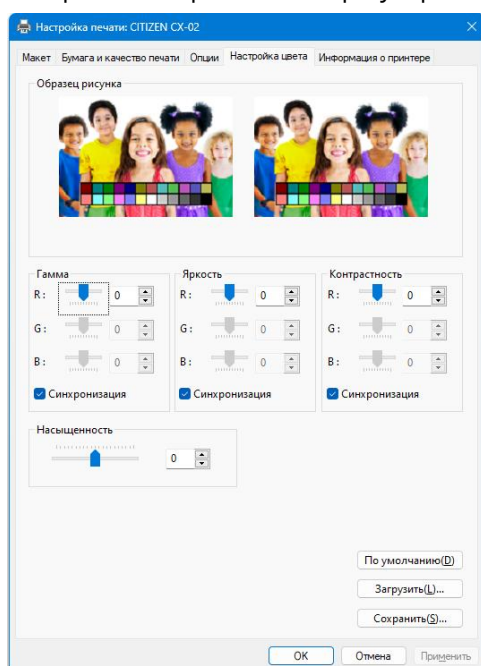 Настройка печати: CITIZEN CX-02
Макет Бумага и качество печати Опции Настройка цвета Информация о принтере
Образец рисунка
Гамма Яркость Контрастность
R: 0 R: 0 R: 0
G: 0 G: 0 G: 0
B: 0 B: 0 B: 0
Синхронизация Синхронизация Синхронизация
Насыщенность
0
По умолчанию(D)
Загрузить(L)...
Сохранить(S)...
OK Отмена Применить